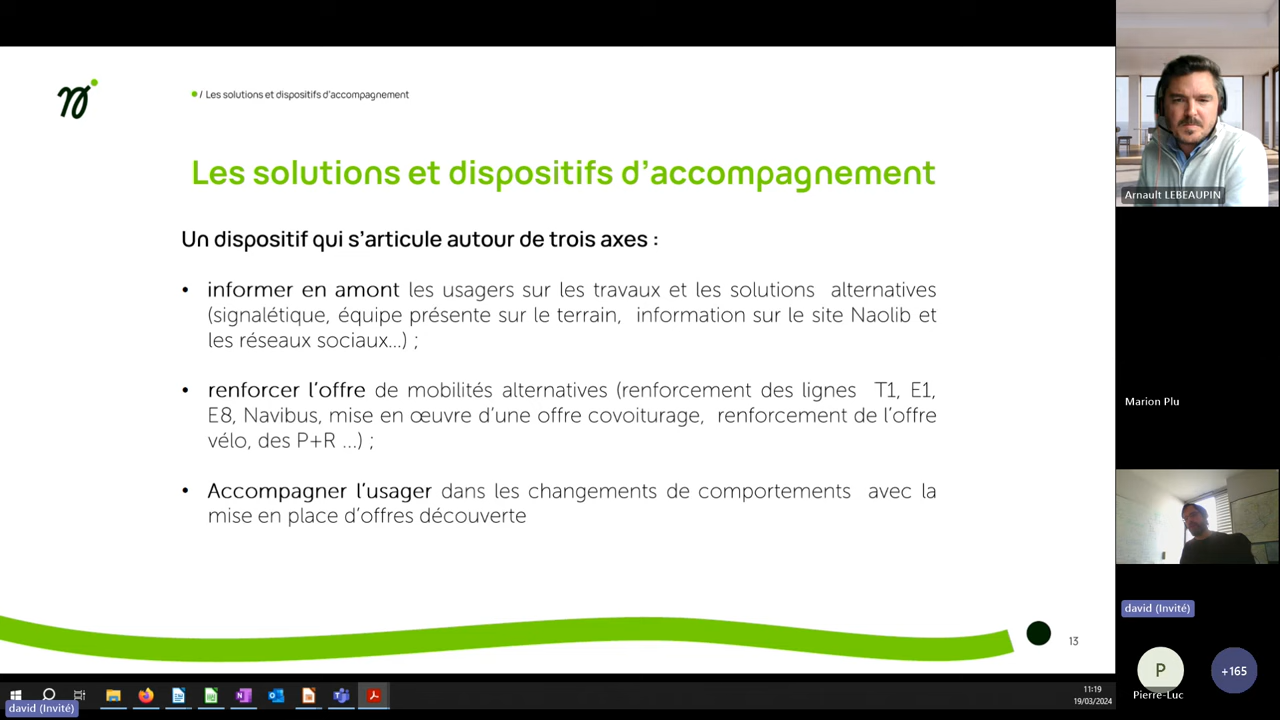 / Les solutions et dispositifs d'accompagnement
Les solutions et dispositifs d'accompagnement
Un dispositif qui s'articule autour de trois axes :
• informer en amont les usagers sur les travaux et les solutions alternatives
(signalétique, équipe présente sur le terrain, information sur le site Naolib et
les réseaux sociaux...) ;
• renforcer l'offre de mobilités alternatives (renforcement des lignes T1, E1,
E8, Navibus, mise en œuvre d'une offre covoiturage, renforcement de l'offre
vélo, des P+R ...) ;
• Accompagner l'usager dans les changements de comportements avec la
mise en place d'offres découverte
13
Arnault LEBEAUPIN
Marion Plu
david (Invité)
P
+165
Pierre-Luc
11:19
19/03/2024
david (Invité)